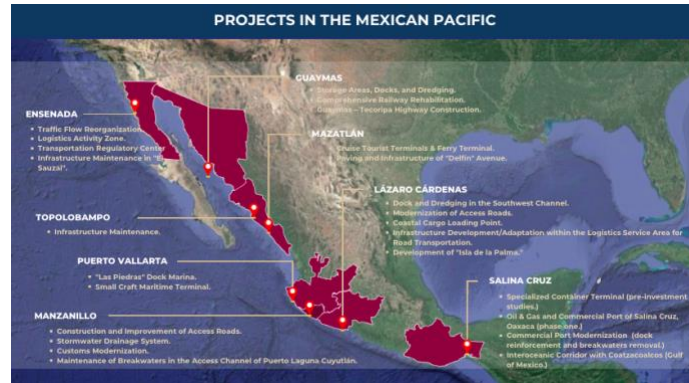 PROJECTS IN THE MEXICAN PACIFIC
GUAYMAS
Storage Areas, Docks, and Dredging.
Comprehensive Railway Rehabilitation.
Guaymas – Tecoripa Highway Construction.
ENSENADA
Traffic Flow Reorganization.
Logistics Activity Zone.
Transportation Regulatory Center
Infrastructure Maintenance in "El
Sauzal".
MAZATLÁN
Cruise Tourist Terminals & Ferry Terminal.
Paving and Infrastructure of "Delfín" Avenue.
LÁZARO CÁRDENAS
Dock and Dredging in the Southwest Channel.
Modernization of Access Roads.
Coastal Cargo Loading Point.
Infrastructure Development/Adaptation within the Logistics Service Area for
Road Transportation.
Development of "Isla de la Palma."
TOPOLOBAMPO
Infrastructure Maintenance.
PUERTO VALLARTA
"Las Piedras" Dock Marina.
Small Craft Maritime Terminal.
MANZANILLO
Construction and Improvement of Access Roads.
Stormwater Drainage System.
Customs Modernization.
Maintenance of Breakwaters in the Access Channel of Puerto Laguna Cuyutlán.
SALINA CRUZ
Specialized Container Terminal (pre-investment
studies.)
Oil & Gas and Commercial Port of Salina Cruz,
Oaxaca (phase one.)
Commercial Port Modernization (dock
reinforcement and breakwaters removal.)
Interoceanic Corridor with Coatzacoalcos (Gulf
of Mexico.)